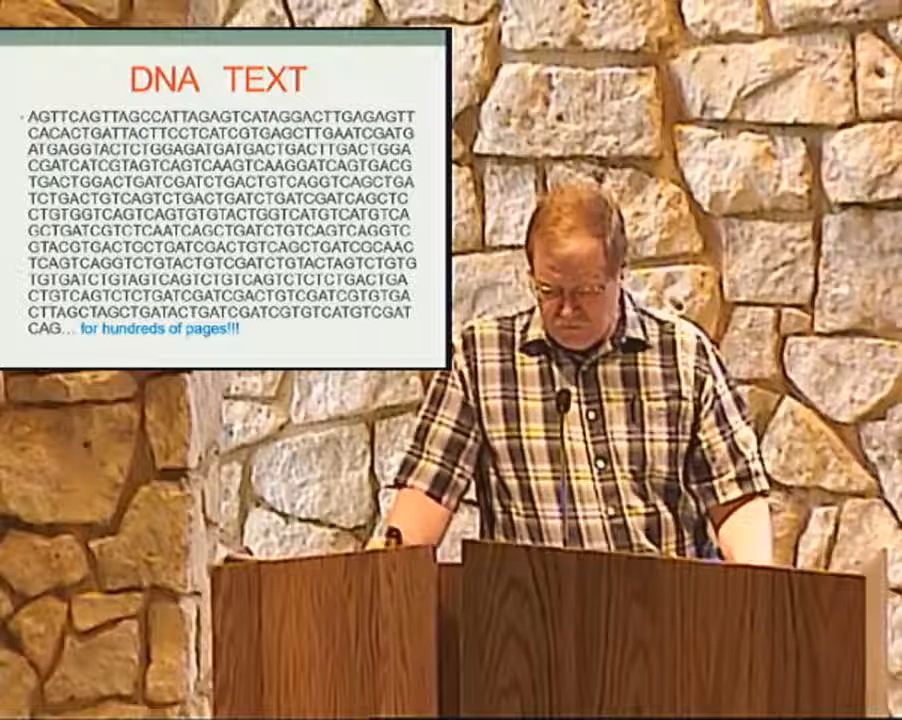 DNA TEXT
AGTTCAGTTAGCCATTAGAGTCATAGGACTTGAGAGTT
CACACTGATTACTTCCTCATCGTGAGCTTGAATCGATG
ATGAGGTACTCTGGAGATGATGACTGACTTGACTGGA
CGATCATCGTAGTCAGTCAAGTCAAGGATCAGTGACG
TGACTGGACTGATCGATCTGACTGTCAGGTCAGCTGA
TCTGACTGTCAGTCTGACTGATCTGATCGATCAGCTC
CTGTGGTCAGTCAGTGTGTACTGGTCATGTCATGTCA
GCTGATCGTCTCAATCAGCTGATCTGTCAGTCAGGTC
GTACGTGACTGCTGATCGACTGTCAGCTGATCGCAAC
TCAGTCAGGTCTGTACTGTCGATCTGTACTAGTCTGTG
TGTGATCTGTAGTCAGTCTGTCAGTCTCTCTGACTGA
CTGTCAGTCTCTGATCGATCGACTGTCGATCGTGTGA
CTTAGCTAGCTGATACTGATCGATCGTGTCATGTCGAT
CAG... for hundreds of pages!!!